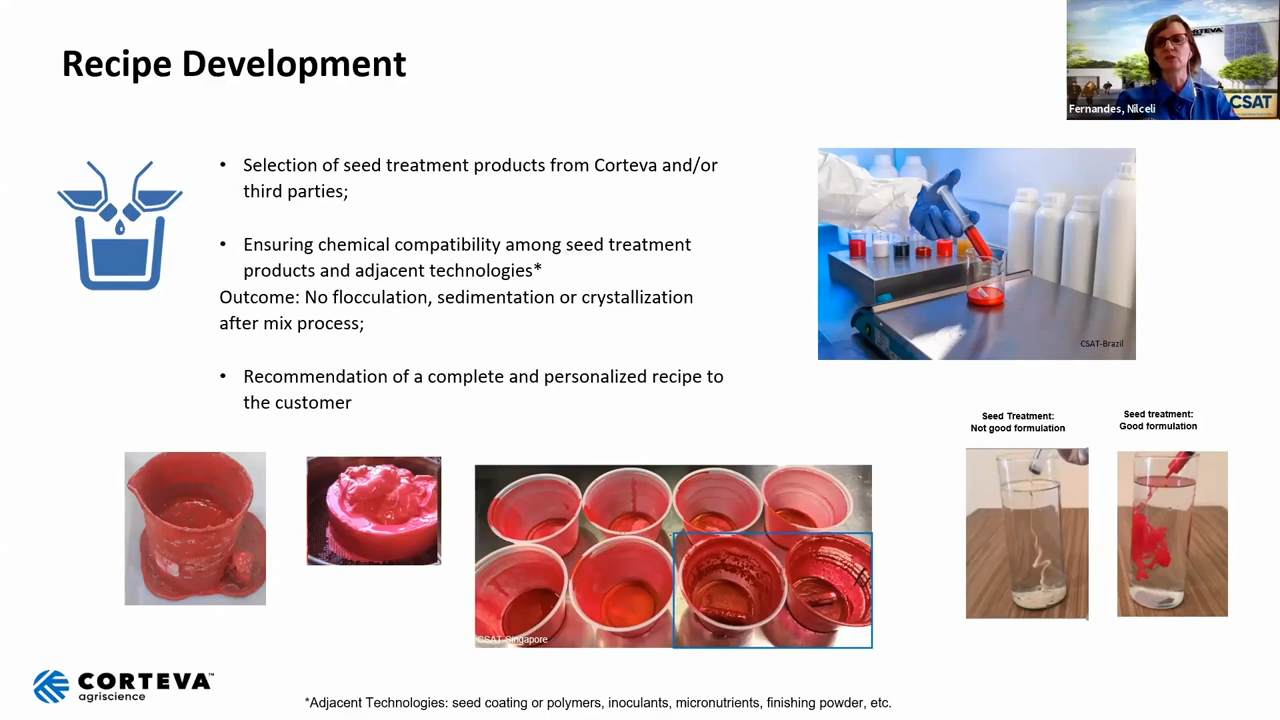 Recipe Development
CORTEVA
CSAT
Fernandes, Nilceli
• Selection of seed treatment products from Corteva and/or
third parties;
• Ensuring chemical compatibility among seed treatment
products and adjacent technologies*
Outcome: No flocculation, sedimentation or crystallization
after mix process;
• Recommendation of a complete and personalized recipe to
the customer
CSAT-Brazil
Seed Treatment:
Not good formulation
Seed treatment:
Good formulation
CSAT-Singapore
CORTEVA™
agriscience
*Adjacent Technologies: seed coating or polymers, inoculants, micronutrients, finishing powder, etc.